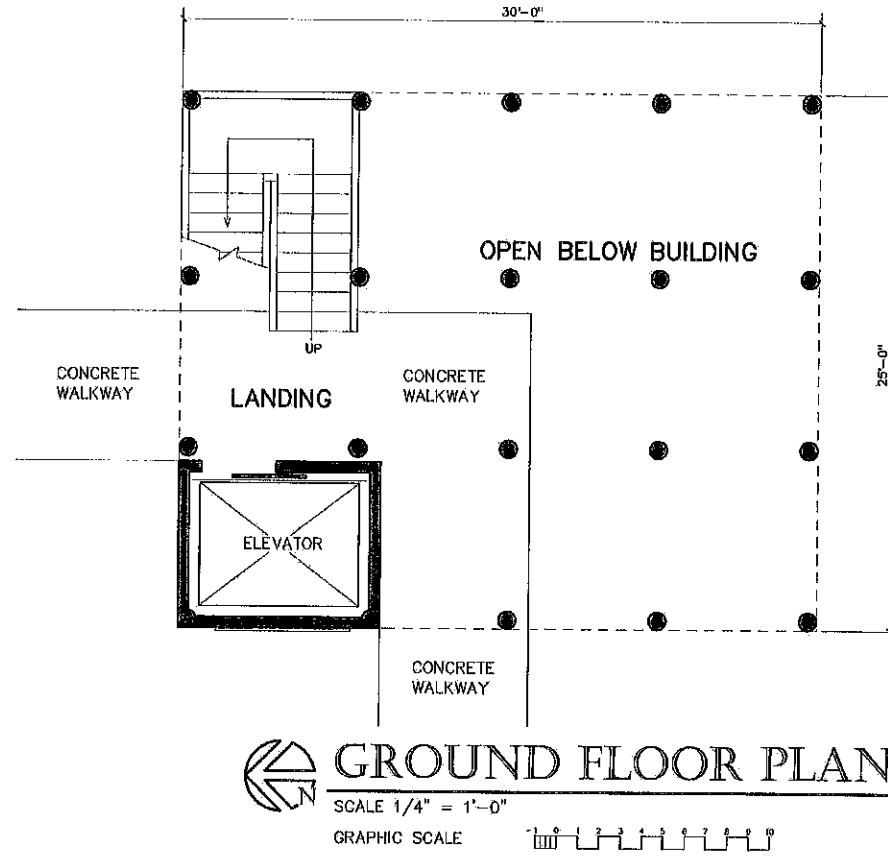 30'-0"
OPEN BELOW BUILDING
25'-0"
UP
CONCRETE
WALKWAY
LANDING
CONCRETE
WALKWAY
ELEVATOR
CONCRETE
WALKWAY
N
GROUND FLOOR PLAN
SCALE 1/4" = 1'-0"
GRAPHIC SCALE
-1 0 1 2 3 4 5 6 7 8 9 10